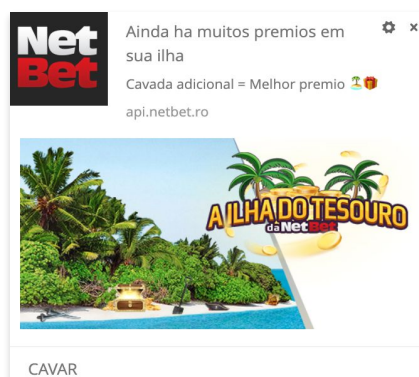 Net
Bet
Ainda ha muitos premios em
sua ilha
Cavada adicional = Melhor premio 🏝️🎁
api.netbet.ro
A ILHA DO TESOURO
da NetBet
CAVAR